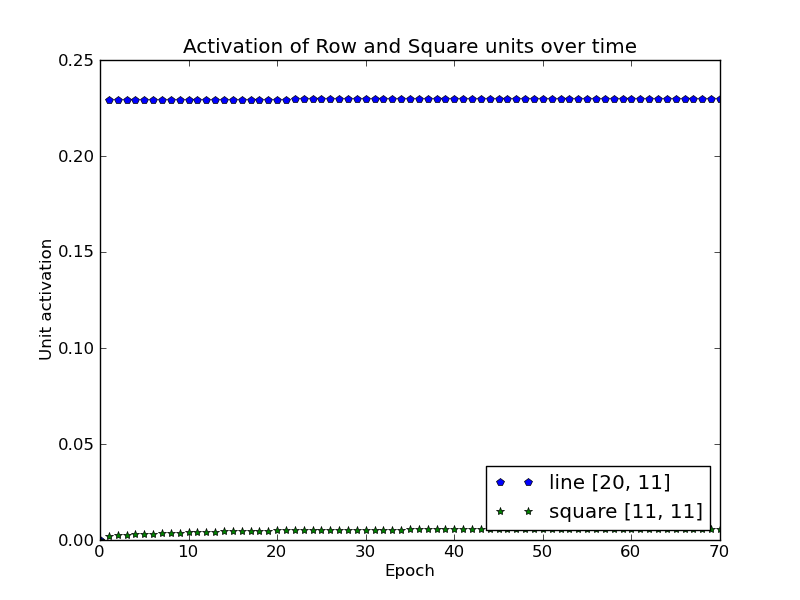 Activation of Row and Square units over time
0.25
0.20
0.15
0.10
0.05
0.00
Unit activation
line [20, 11]
square [11, 11]
0 10 20 30 40 50 60 70
Epoch